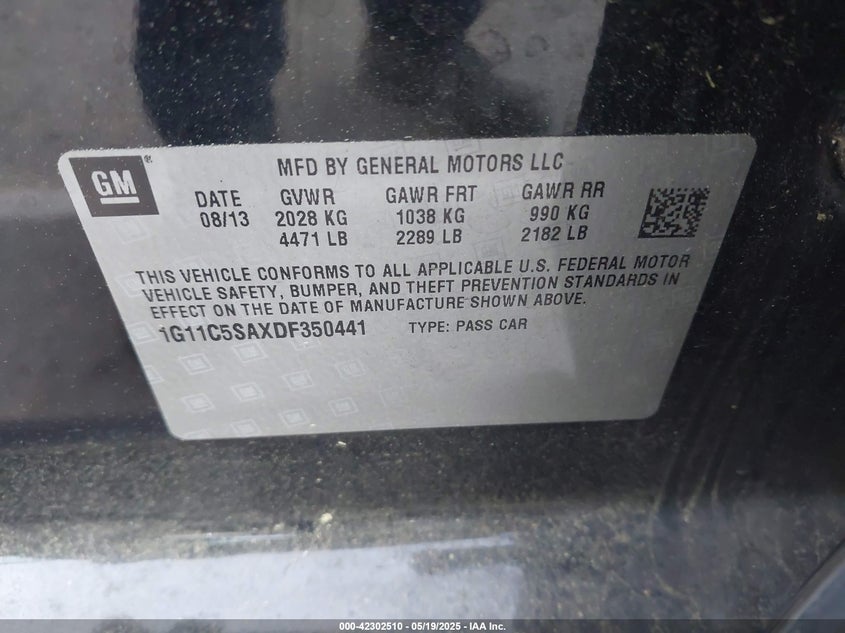 GM®
MFD BY GENERAL MOTORS LLC
DATE GVWR GAWR FRT GAWR RR
08/13 2028 KG 1038 KG 990 KG
4471 LB 2289 LB 2182 LB
THIS VEHICLE CONFORMS TO ALL APPLICABLE U.S. FEDERAL MOTOR
VEHICLE SAFETY, BUMPER, AND THEFT PREVENTION STANDARDS IN
EFFECT ON THE DATE OF MANUFACTURE SHOWN ABOVE.
1G11C5SAXDF350441 TYPE: PASS CAR
000-42302510 - 05/19/2025 - IAA Inc.